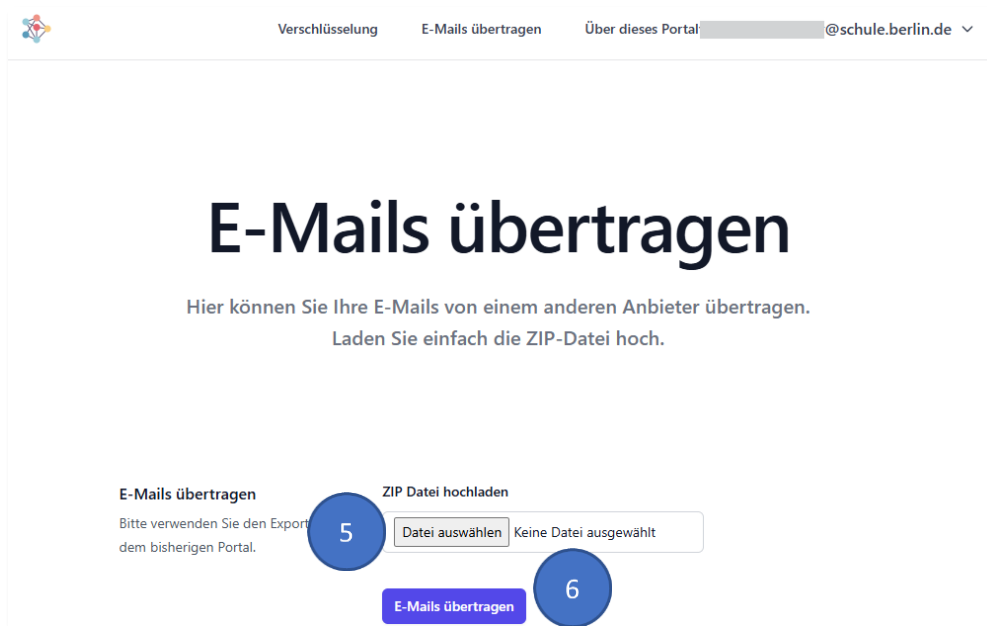 Verschlüsselung E-Mails übertragen Über dieses Portal @schule.berlin.de
E-Mails übertragen
Hier können Sie Ihre E-Mails von einem anderen Anbieter übertragen.
Laden Sie einfach die ZIP-Datei hoch.
E-Mails übertragen
Bitte verwenden Sie den Export
dem bisherigen Portal.
ZIP Datei hochladen
5
Datei auswählen Keine Datei ausgewählt
6
E-Mails übertragen